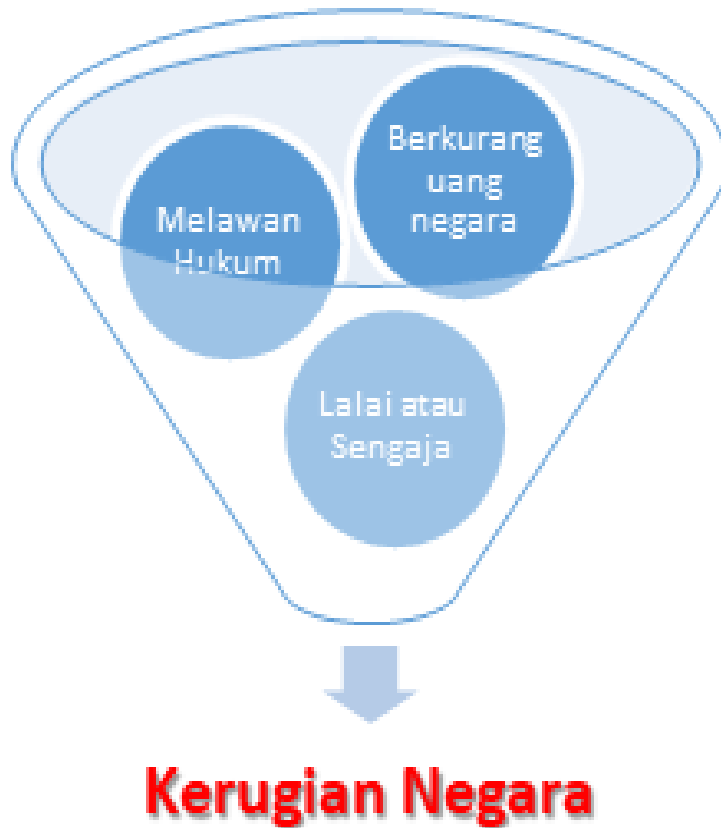 Berkurang
uang
negara
Melawan
Hukum
Lalai atau
Sengaja
Kerugian Negara